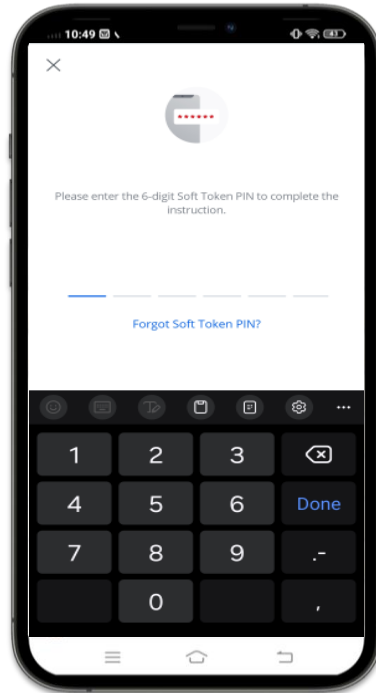 10:49
43
Please enter the 6-digit Soft Token PIN to complete the
instruction.
Forgot Soft Token PIN?
1 2 3
4 5 6 Done
7 8 9 .-
0 ,